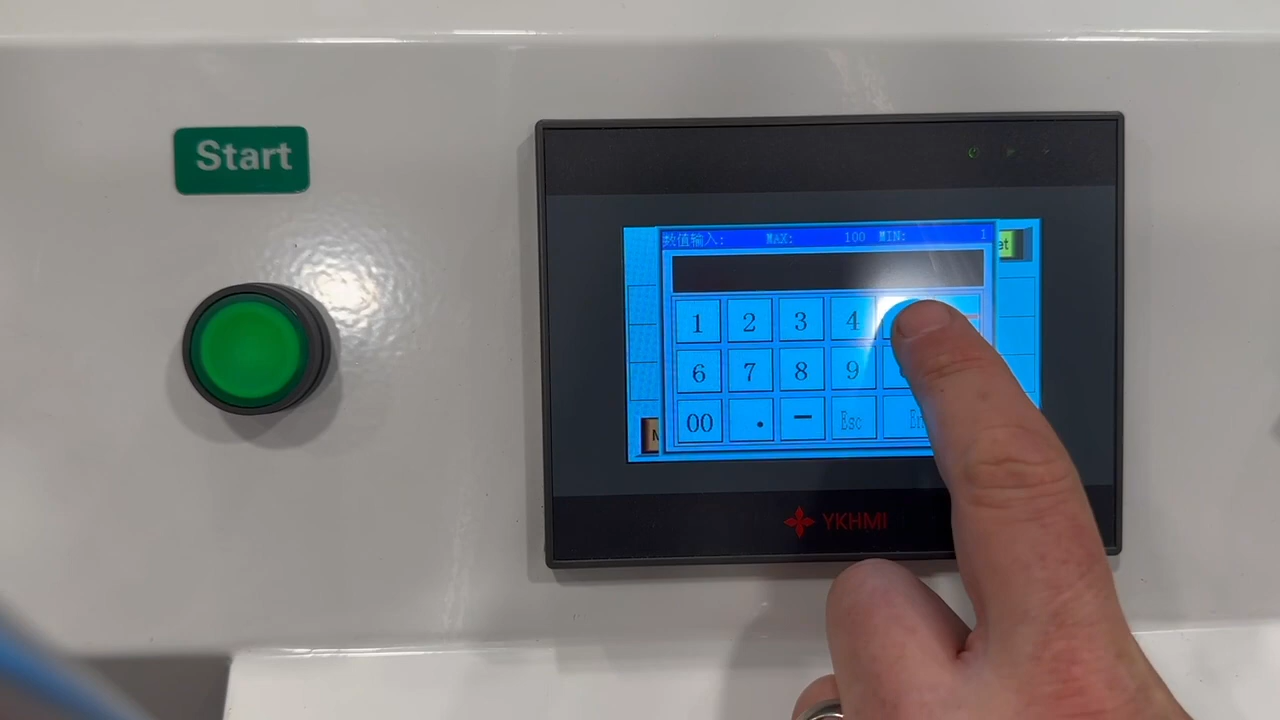 Start
数值输入: MAX: 100 MIN: 1
et
1 2 3 4
6 7 8 9
00 . − Esc
YKHMI